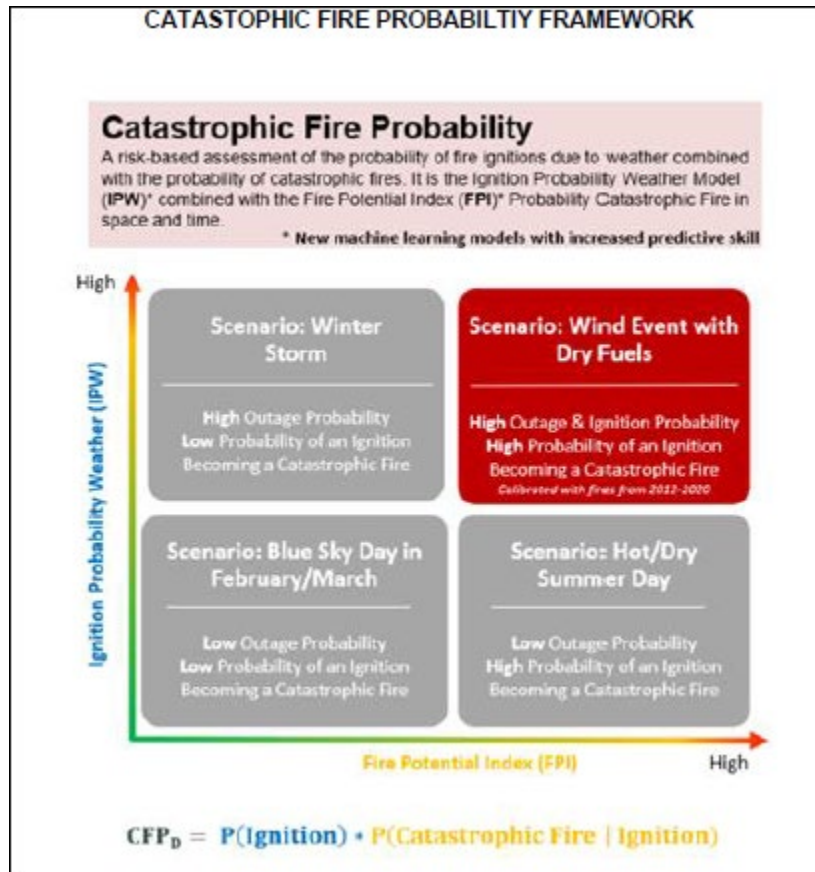 CATASTOPHIC FIRE PROBABILTIY FRAMEWORK
Catastrophic Fire Probability
A risk-based assessment of the probability of fire ignitions due to weather combined
with the probability of catastrophic fires. It is the Ignition Probability Weather Model
(IPW)* combined with the Fire Potential Index (FPI)* Probability Catastrophic Fire in
space and time.
* New machine learning models with increased predictive skill
High
Ignition Probability Weather (IPW)
Scenario: Winter
Storm
High Outage Probability
Low Probability of an Ignition
Becoming a Catastrophic Fire
Scenario: Wind Event with
Dry Fuels
High Outage & Ignition Probability
High Probability of an Ignition
Becoming a Catastrophic Fire
Calibrated with fires from 2012-2020
Scenario: Blue Sky Day in
February/March
Low Outage Probability
Low Probability of an Ignition
Becoming a Catastrophic Fire
Scenario: Hot/Dry
Summer Day
Low Outage Probability
High Probability of an Ignition
Becoming a Catastrophic Fire
Fire Potential Index (FPI)
High
CFP_D = P(Ignition) * P(Catastrophic Fire | Ignition)